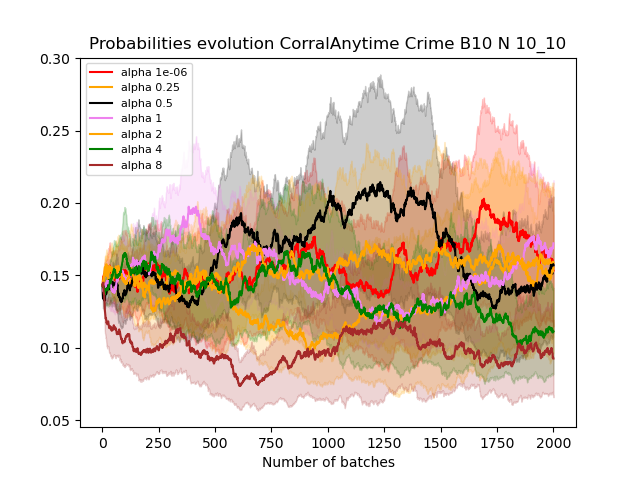 Probabilities evolution CorralAnytime Crime B10 N 10_10
0.30
0.25
0.20
0.15
0.10
0.05
alpha 1e-06
alpha 0.25
alpha 0.5
alpha 1
alpha 2
alpha 4
alpha 8
0 250 500 750 1000 1250 1500 1750 2000
Number of batches